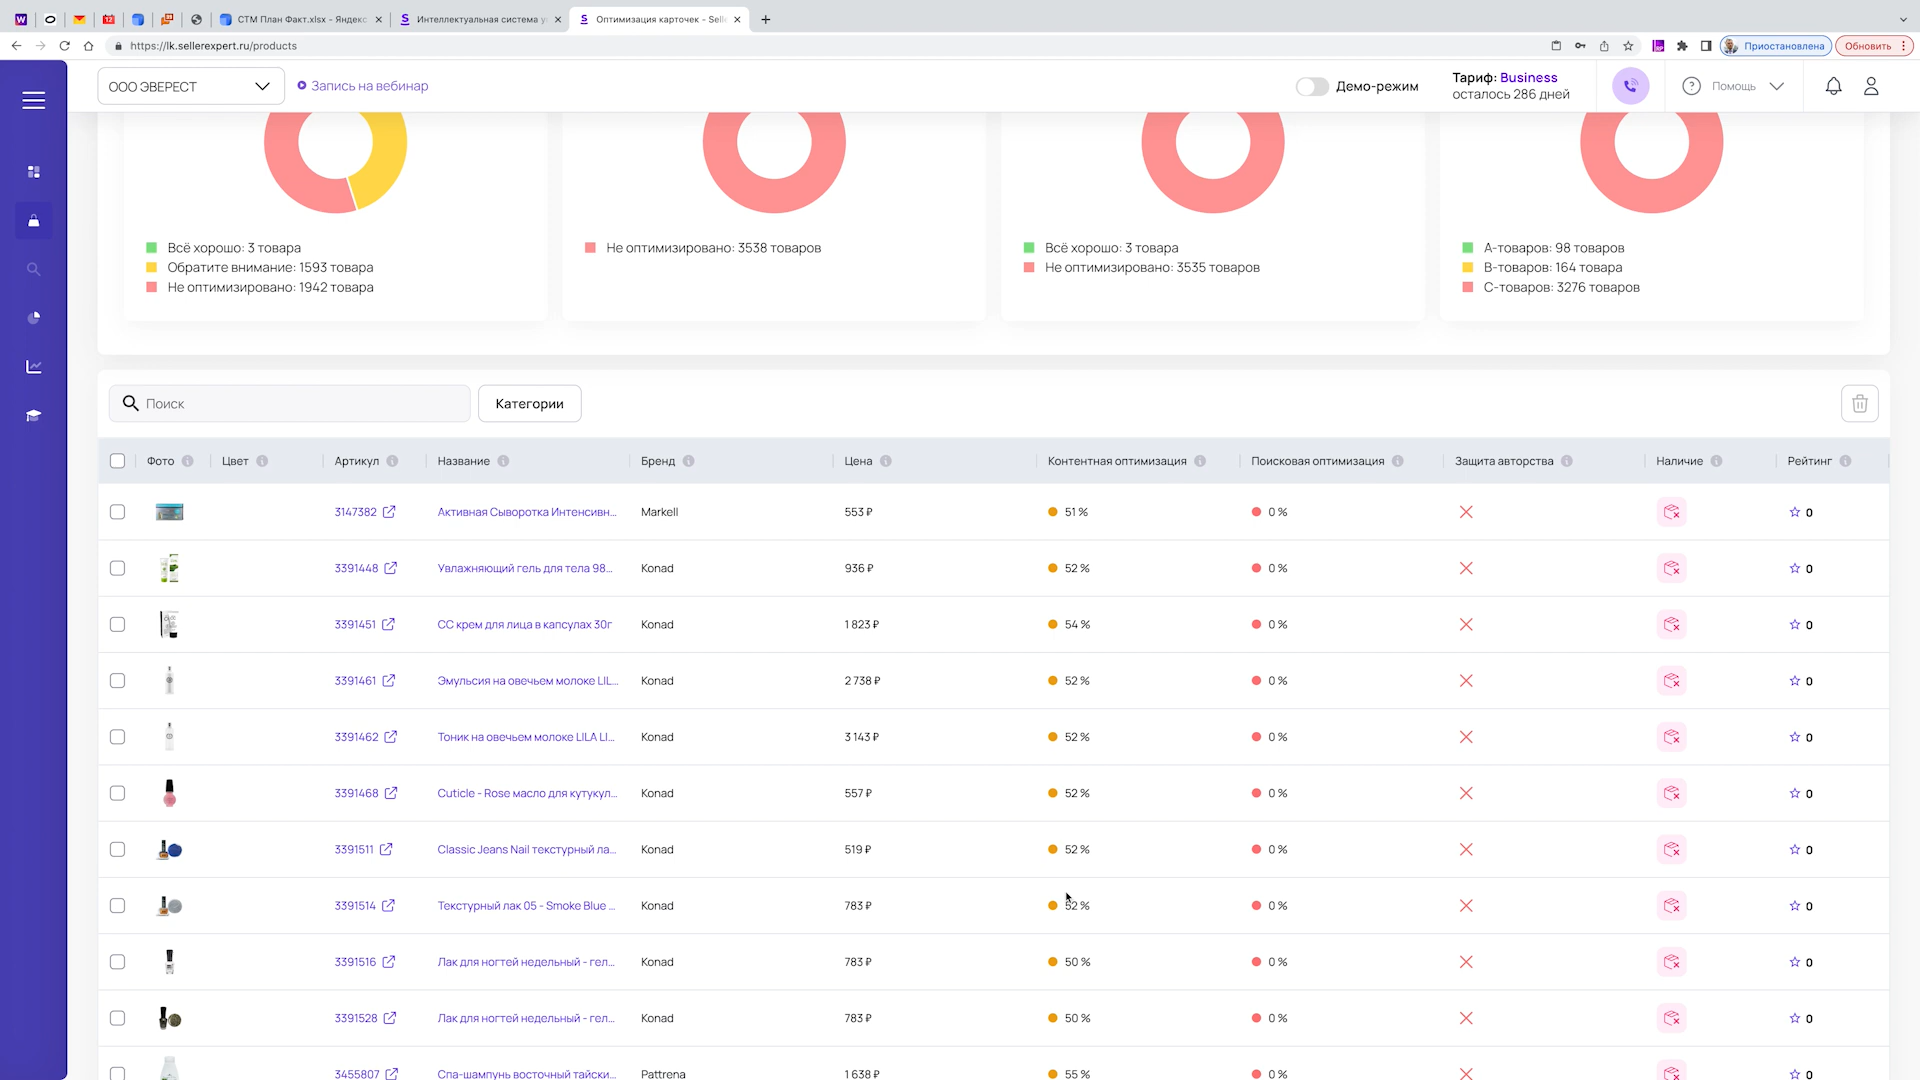 СТМ План Факт.xlsx - Яндекс
Интеллектуальная система у
Оптимизация карточек - Sell
https://lk.sellerexpert.ru/products
Приостановлена
Обновить
ООО ЭВЕРЕСТ
Запись на вебинар
Демо-режим
Тариф: Business
осталось 286 дней
Помощь
Всё хорошо: 3 товара
Обратите внимание: 1593 товара
Не оптимизировано: 1942 товара
Не оптимизировано: 3538 товаров
Всё хорошо: 3 товара
Не оптимизировано: 3535 товаров
А-товаров: 98 товаров
В-товаров: 164 товара
С-товаров: 3276 товаров
Поиск
Категории
Фото Цвет Артикул Название Бренд Цена Контентная оптимизация Поисковая оптимизация Защита авторства Наличие Рейтинг
3147382 Активная Сыворотка Интенсивн... Markell 553 ₽ 51 % 0 % 0
3391448 Увлажняющий гель для тела 98... Konad 936 ₽ 52 % 0 % 0
3391451 СС крем для лица в капсулах 30г Konad 1 823 ₽ 54 % 0 % 0
3391461 Эмульсия на овечьем молоке LIL... Konad 2 738 ₽ 52 % 0 % 0
3391462 Тоник на овечьем молоке LILA LI... Konad 3 143 ₽ 52 % 0 % 0
3391468 Cuticle - Rose масло для кутукул... Konad 557 ₽ 52 % 0 % 0
3391511 Classic Jeans Nail текстурный ла... Konad 519 ₽ 52 % 0 % 0
3391514 Текстурный лак 05 - Smoke Blue ... Konad 783 ₽ 52 % 0 % 0
3391516 Лак для ногтей недельный - гел... Konad 783 ₽ 50 % 0 % 0
3391528 Лак для ногтей недельный - гел... Konad 783 ₽ 50 % 0 % 0
3455807 Спа-шампунь восточный тайски... Pattrena 1 638 ₽ 55 % 0 % 0